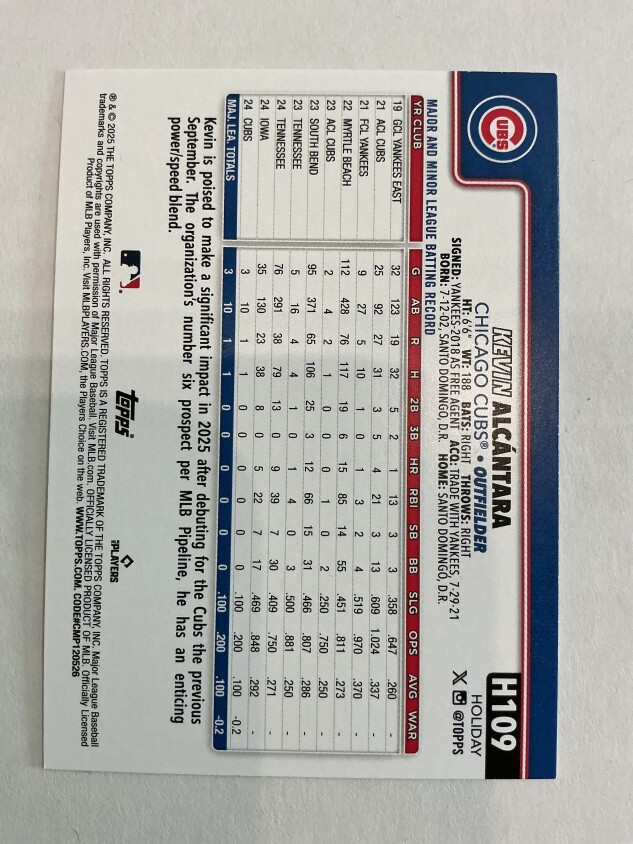 CUBS
H109
HOLIDAY
@TOPPS
KEVIN ALCÁNTARA
CHICAGO CUBS® • OUTFIELDER
HT: 6'6" WT: 188 BATS: RIGHT THROWS: RIGHT
SIGNED: YANKEES-2018 AS FREE AGENT ACQ: TRADE WITH YANKEES, 7-29-21
BORN: 7-12-02, SANTO DOMINGO, D.R. HOME: SANTO DOMINGO, D.R.
MAJOR AND MINOR LEAGUE BATTING RECORD
YR CLUB G AB R H 2B 3B HR RBI SB BB SLG OPS AVG WAR
19 GCL YANKEES EAST 32 123 19 32 5 2 1 13 3 3 .358 .647 .260 -
21 ACL CUBS 25 92 27 31 3 5 4 21 3 13 .609 1.024 .337 -
21 FCL YANKEES 9 27 5 10 1 0 1 3 2 4 .519 .970 .370 -
22 MYRTLE BEACH 112 428 76 117 19 6 15 85 14 55 .451 .811 .273 -
23 ACL CUBS 2 4 2 1 0 0 0 1 0 2 .250 .750 .250 -
23 SOUTH BEND 95 371 65 106 25 3 12 66 15 31 .466 .807 .286 -
23 TENNESSEE 5 16 4 4 1 0 1 4 0 3 .500 .881 .250 -
24 TENNESSEE 76 291 38 79 13 0 9 39 7 30 .409 .750 .271 -
24 IOWA 35 130 23 38 8 0 5 22 7 17 .469 .848 .292 -
24 CUBS 3 10 1 1 0 0 0 0 0 0 .100 .200 .100 -0.2
MAJ. LEA. TOTALS 3 10 1 1 0 0 0 0 0 0 .100 .200 .100 -0.2
Kevin is poised to make a significant impact in 2025 after debuting for the Cubs the previous
September. The organization's number six prospect per MLB Pipeline, he has an enticing
power/speed blend.
topps
PLAYERS
® & © 2025 THE TOPPS COMPANY, INC. ALL RIGHTS RESERVED. TOPPS IS A REGISTERED TRADEMARK OF THE TOPPS COMPANY, INC. Major League Baseball
trademarks and copyrights are used with permission of Major League Baseball. Visit MLB.com. OFFICIALLY LICENSED PRODUCT OF MLB. Officially Licensed
Product of MLB Players, Inc. Visit MLBPLAYERS.COM, the Players Choice on the web. WWW.TOPPS.COM. CODE#CMP120526